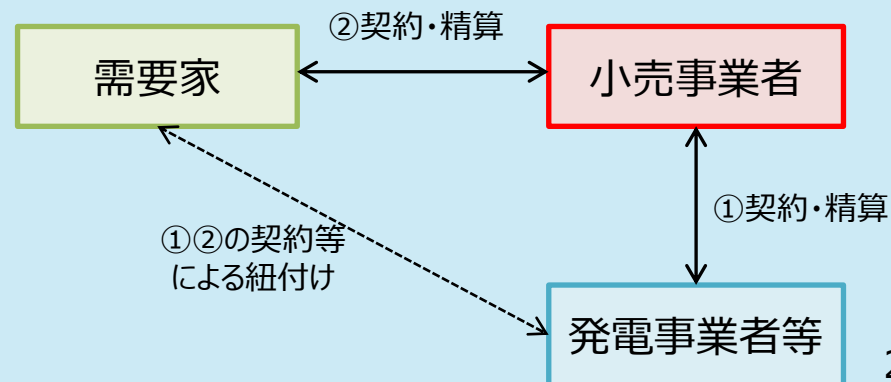 ②契約・精算
需要家
小売事業者
①契約・精算
①②の契約等
による紐付け
発電事業者等